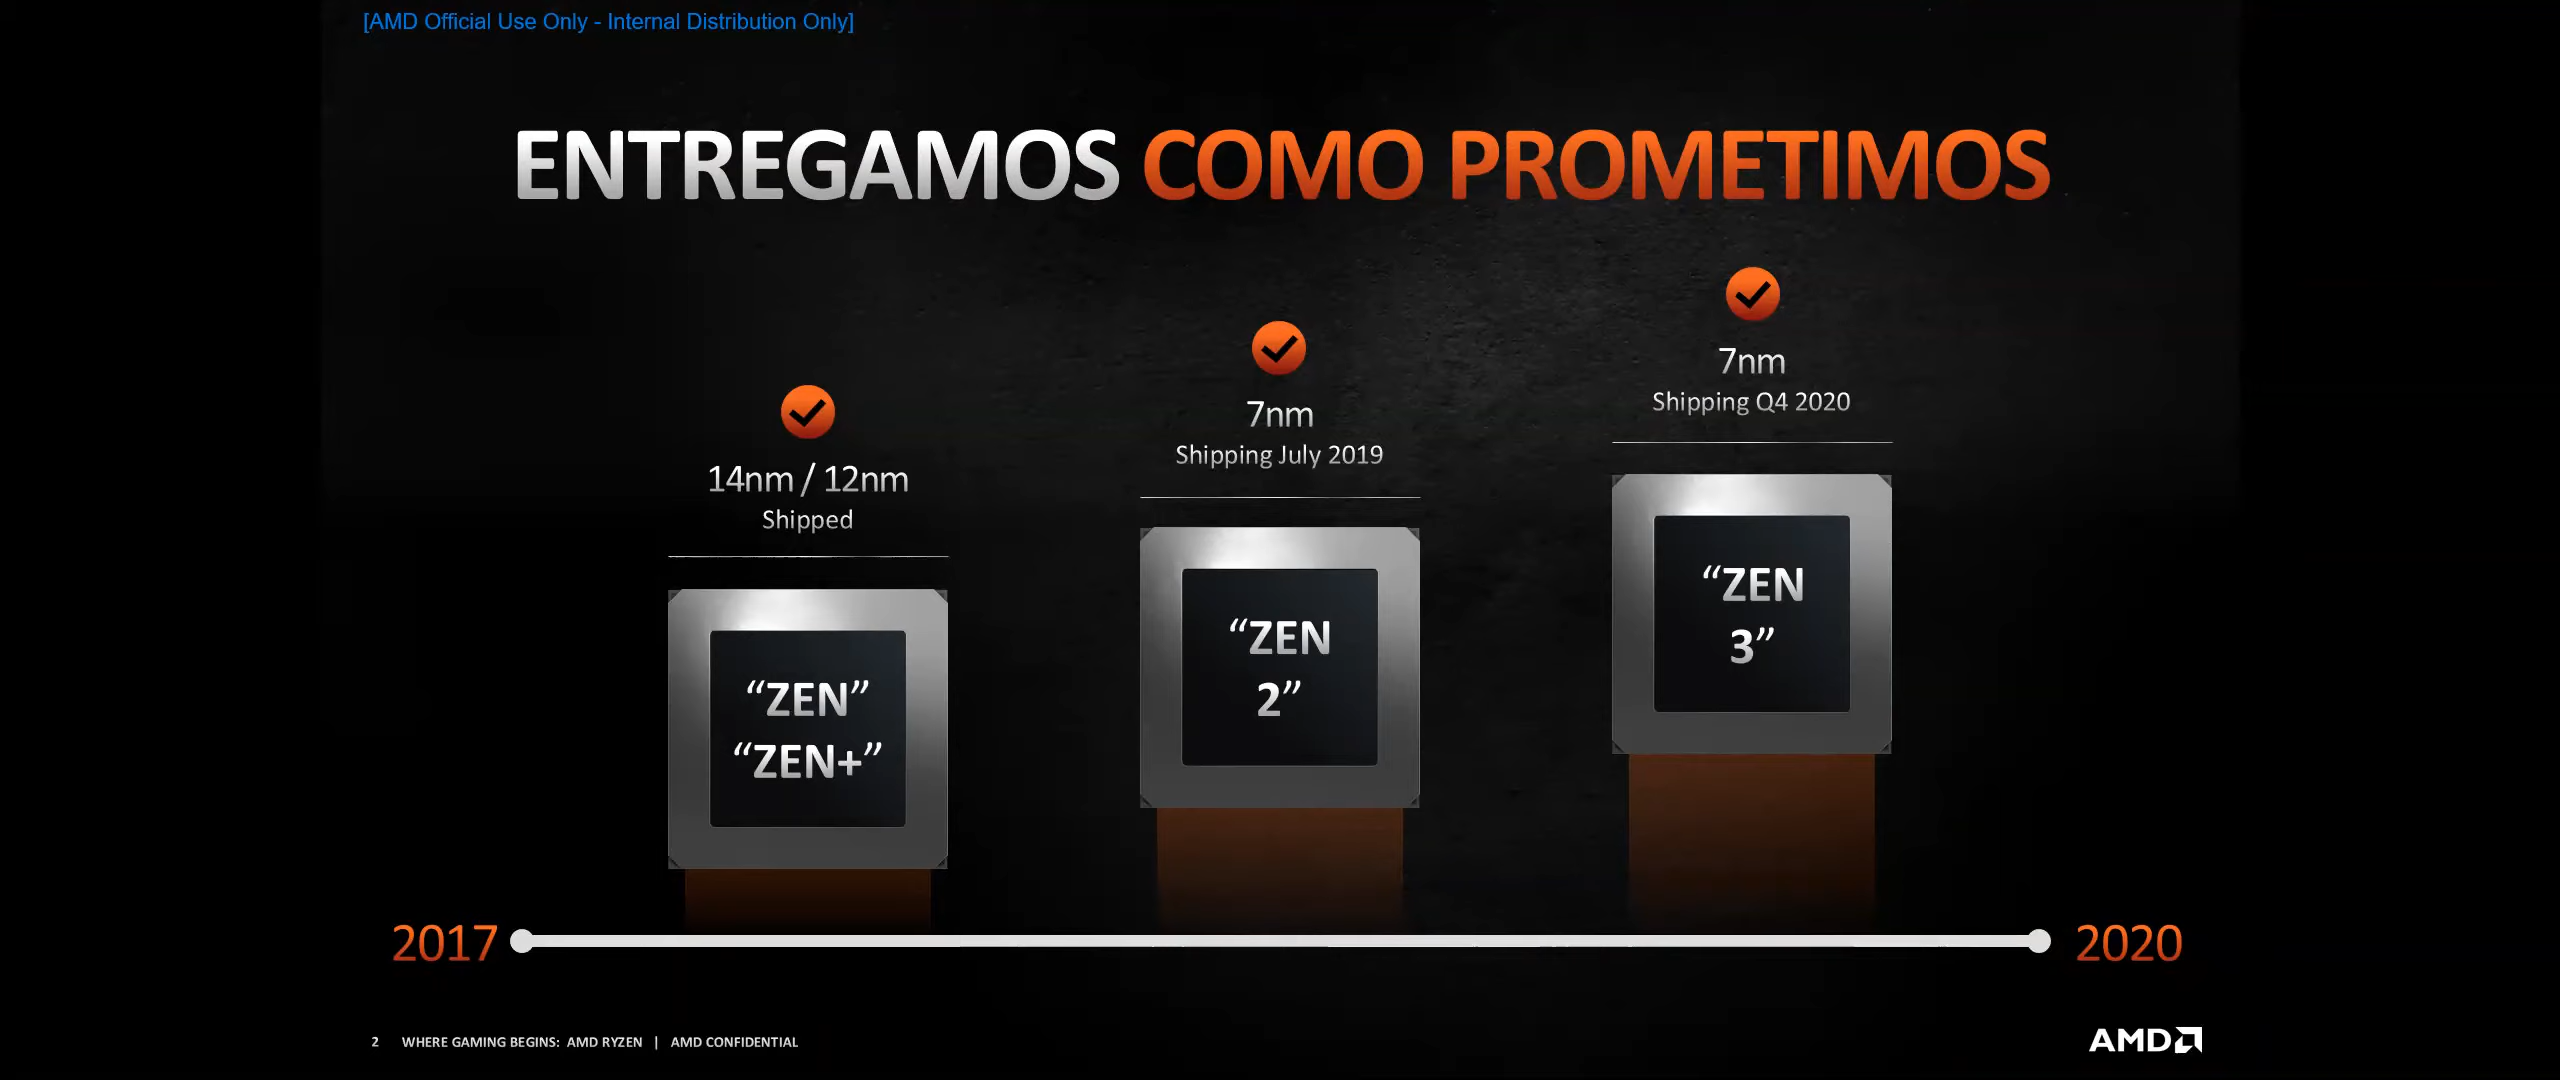 [AMD Official Use Only - Internal Distribution Only]
ENTREGAMOS COMO PROMETIMOS
14nm / 12nm
Shipped
“ZEN”
“ZEN+”
7nm
Shipping July 2019
“ZEN
2”
7nm
Shipping Q4 2020
“ZEN
3”
2017
2020
2 WHERE GAMING BEGINS: AMD RYZEN | AMD CONFIDENTIAL
AMD